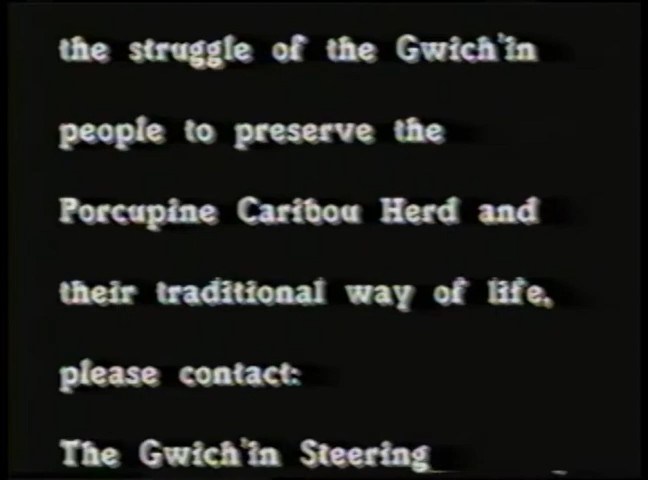 the struggle of the Gwich'in
people to preserve the
Porcupine Caribou Herd and
their traditional way of life,
please contact:
The Gwich'in Steering